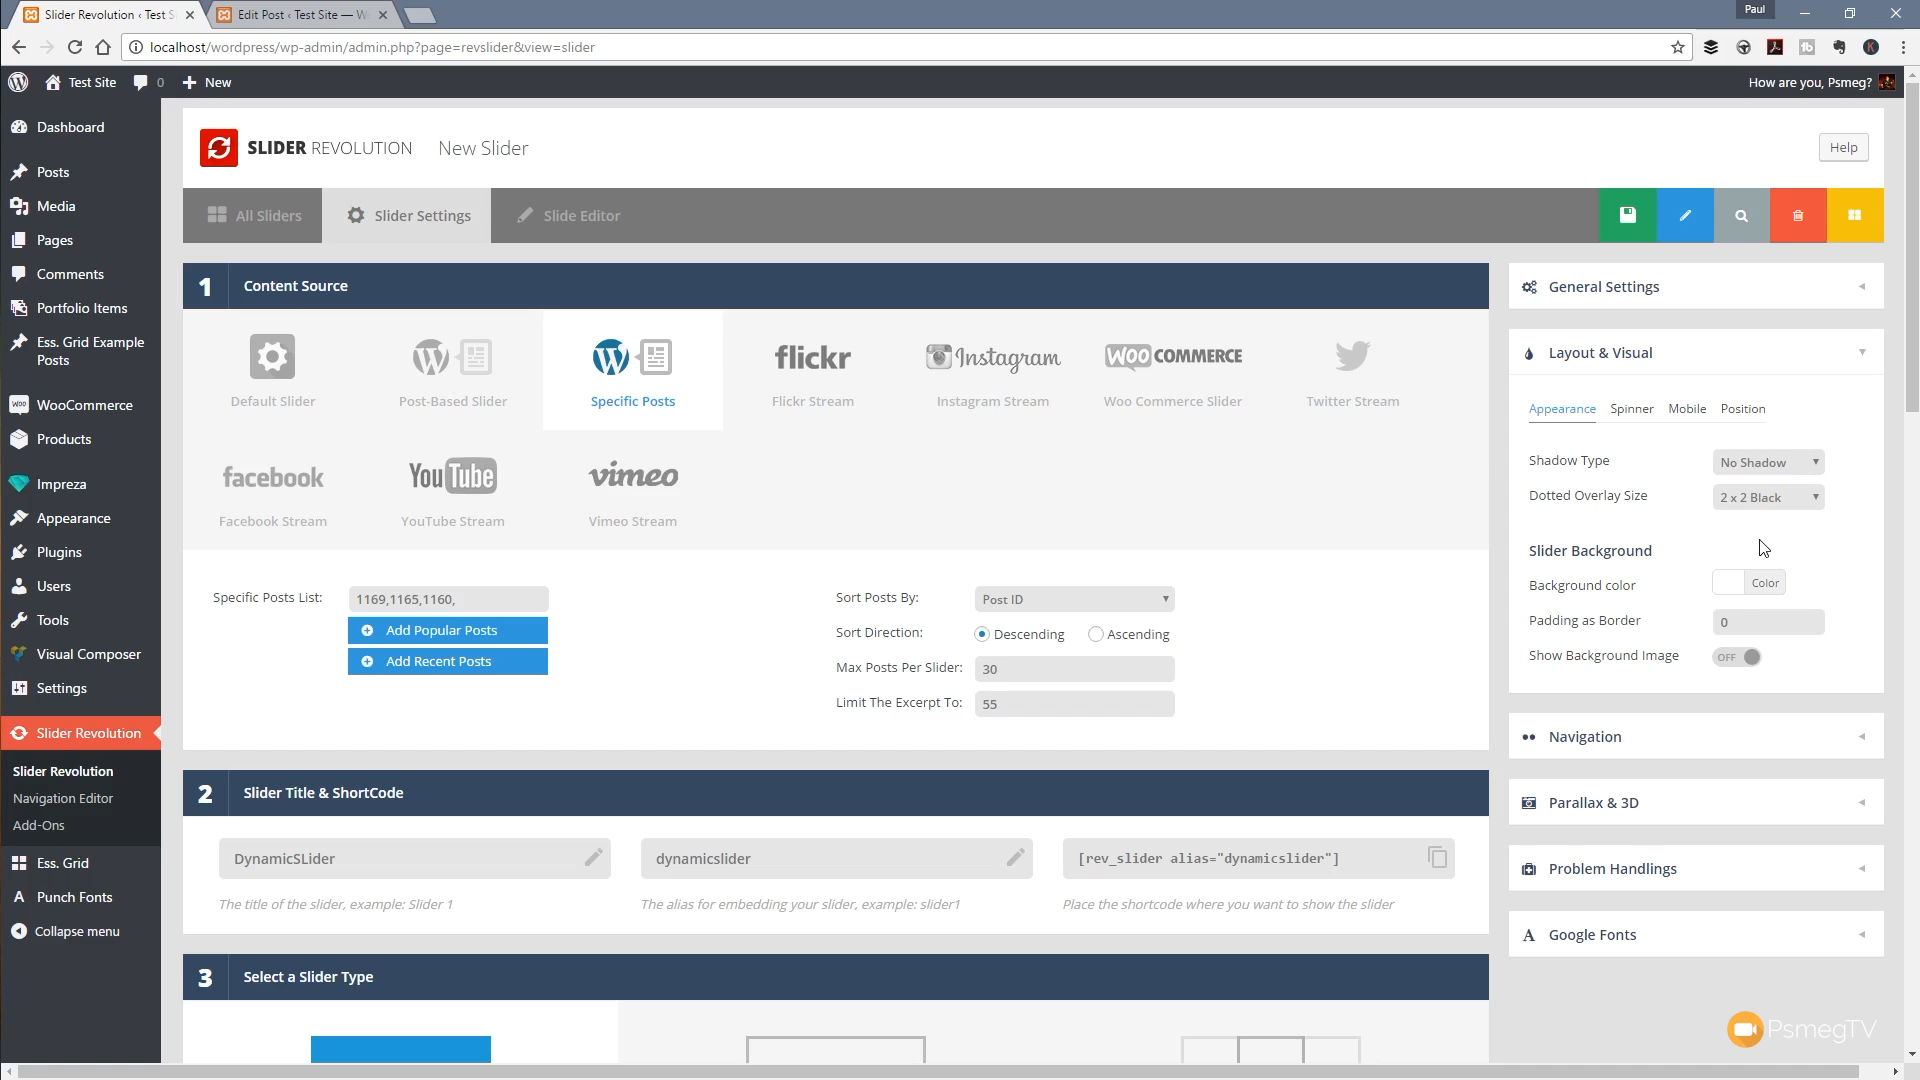 Slider Revolution ‹ Test S
Edit Post ‹ Test Site — W
Paul
localhost/wordpress/wp-admin/admin.php?page=revslider&view=slider
Test Site
0
New
How are you, Psmeg?
Dashboard
Posts
Media
Pages
Comments
Portfolio Items
Ess. Grid Example
Posts
WooCommerce
Products
Impreza
Appearance
Plugins
Users
Tools
Visual Composer
Settings
Slider Revolution
Slider Revolution
Navigation Editor
Add-Ons
Ess. Grid
Punch Fonts
Collapse menu
SLIDER REVOLUTION
New Slider
Help
All Sliders
Slider Settings
Slide Editor
1
Content Source
Default Slider
Post-Based Slider
Specific Posts
flickr
Flickr Stream
Instagram
Instagram Stream
WOO COMMERCE
Woo Commerce Slider
Twitter Stream
facebook
Facebook Stream
YouTube
YouTube Stream
vimeo
Vimeo Stream
Specific Posts List:
1169,1165,1160,
Add Popular Posts
Add Recent Posts
Sort Posts By:
Post ID
Sort Direction:
Descending
Ascending
Max Posts Per Slider:
30
Limit The Excerpt To:
55
2
Slider Title & ShortCode
DynamicSLider
The title of the slider, example: Slider 1
dynamicslider
The alias for embedding your slider, example: slider1
[rev_slider alias="dynamicslider"]
Place the shortcode where you want to show the slider
3
Select a Slider Type
General Settings
Layout & Visual
Appearance
Spinner
Mobile
Position
Shadow Type
No Shadow
Dotted Overlay Size
2 x 2 Black
Slider Background
Background color
Color
Padding as Border
0
Show Background Image
OFF
Navigation
Parallax & 3D
Problem Handlings
Google Fonts
PsmegTV